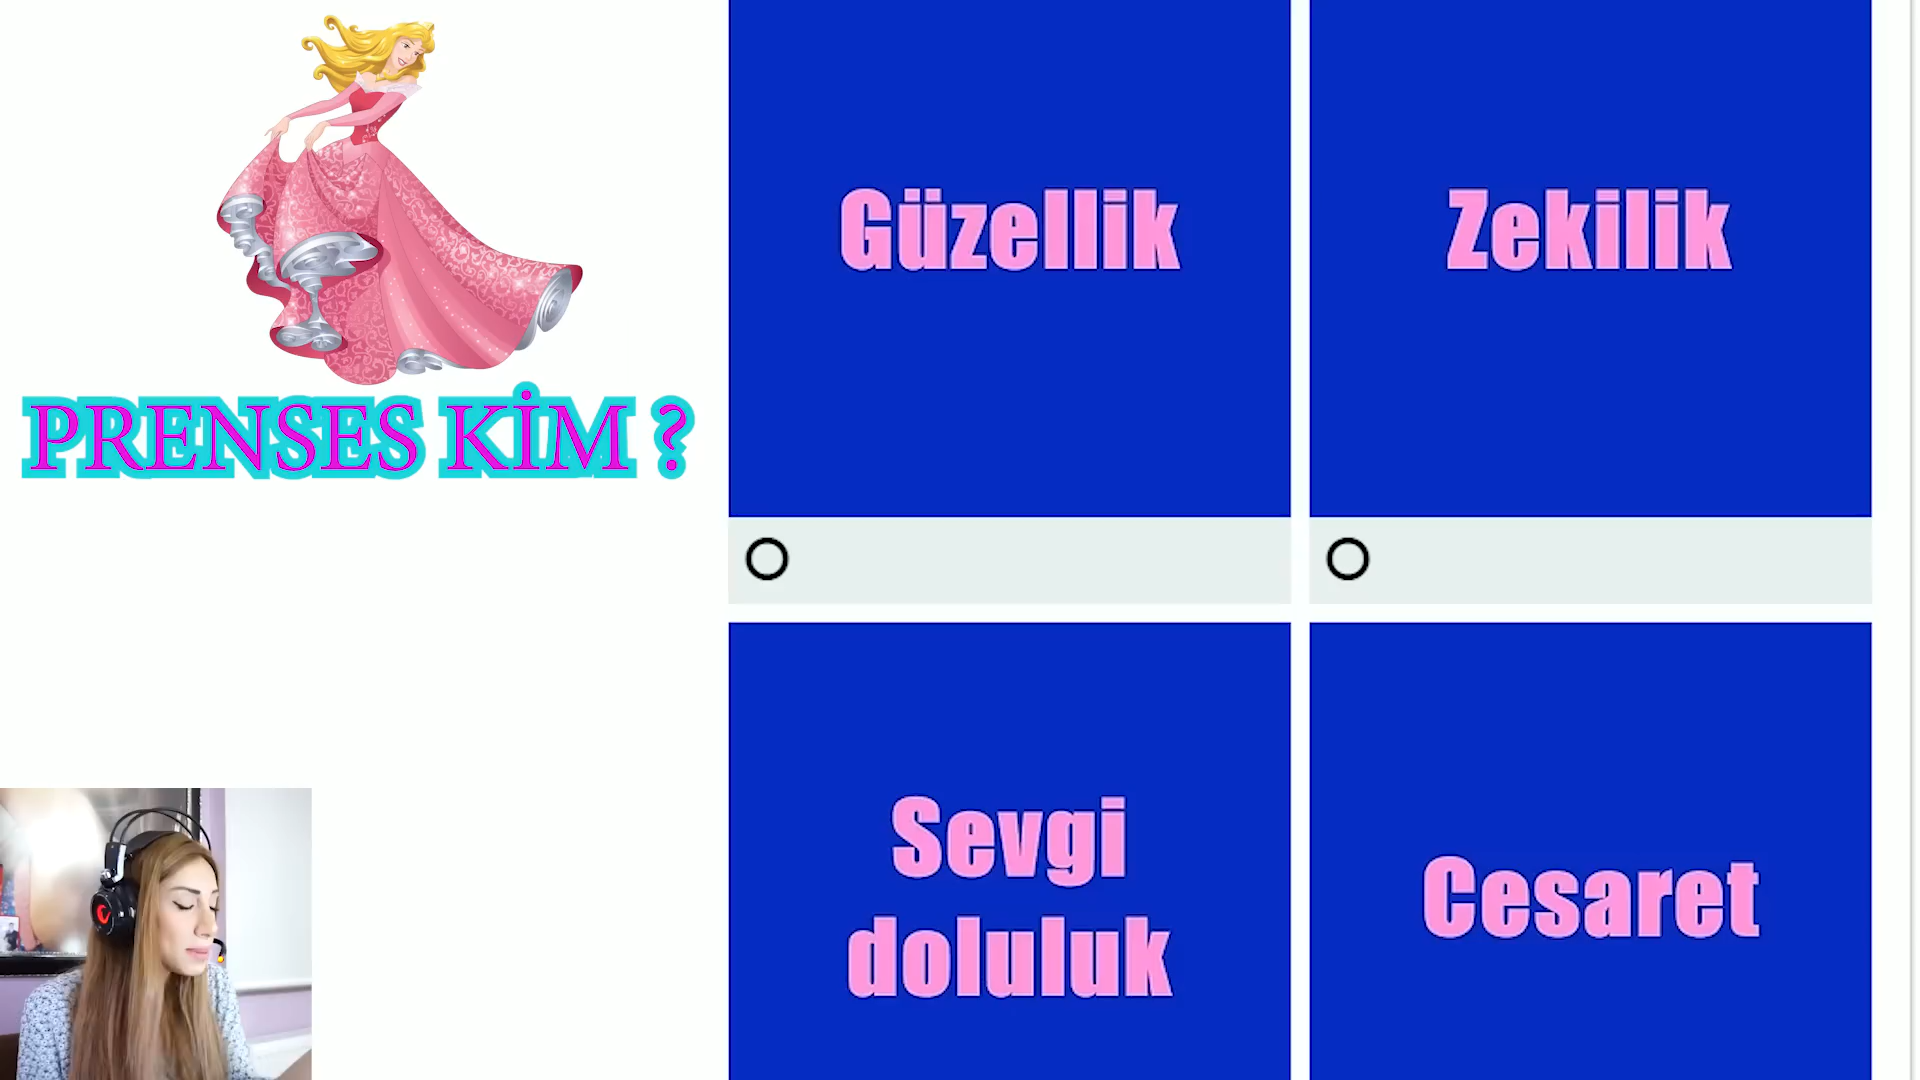 PRENSES KİM ?
Güzellik
Zekilik
Sevgi
doluluk
Cesaret